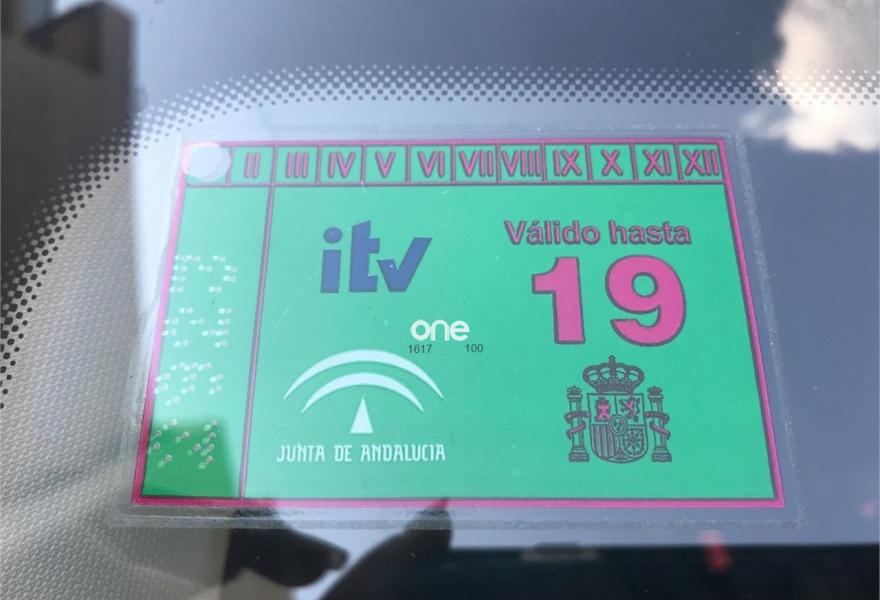 II III IV V VI VII VIII IX X XI XII
itv
Válido hasta
19
one
1617 100
JUNTA DE ANDALUCIA